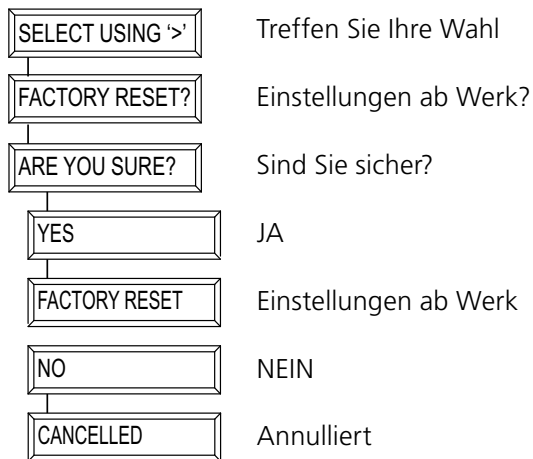 SELECT USING ‘>’ Treffen Sie Ihre Wahl
FACTORY RESET? Einstellungen ab Werk?
ARE YOU SURE? Sind Sie sicher?
YES JA
FACTORY RESET Einstellungen ab Werk
NO NEIN
CANCELLED Annulliert